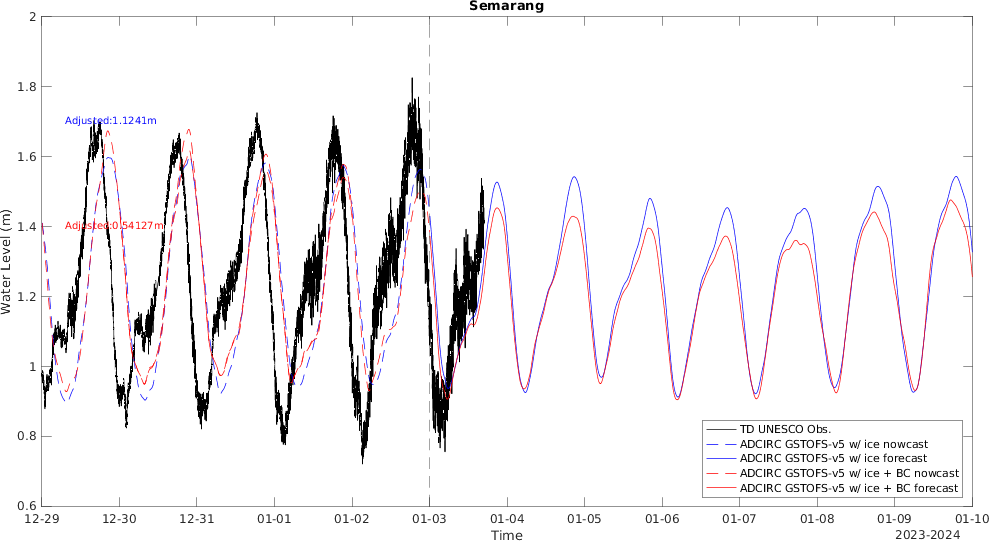 Semarang
2
1.8
1.6
1.4
1.2
1
0.8
0.6
Water Level (m)
Adjusted:1.1241m
Adjusted:0.54127m
TD UNESCO Obs.
ADCIRC GSTOFS-v5 w/ ice nowcast
ADCIRC GSTOFS-v5 w/ ice forecast
ADCIRC GSTOFS-v5 w/ ice + BC nowcast
ADCIRC GSTOFS-v5 w/ ice + BC forecast
12-29 12-30 12-31 01-01 01-02 01-03 01-04 01-05 01-06 01-07 01-08 01-09 01-10
Time
2023-2024